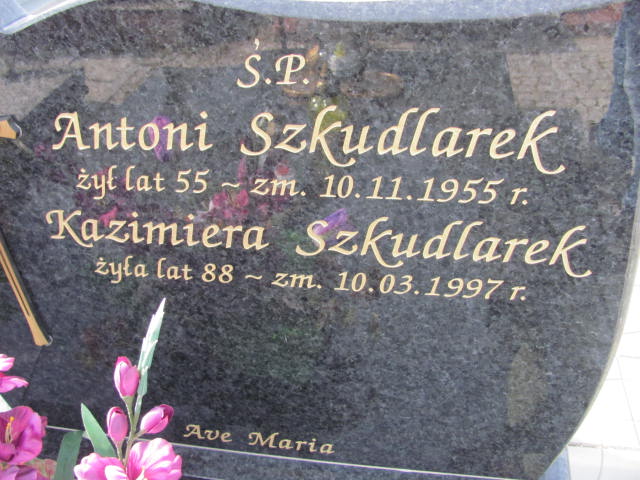 Ś.P.
Antoni Szkudlarek
żył lat 55 ~ zm. 10.11.1955 r.
Kazimiera Szkudlarek
żyła lat 88 ~ zm. 10.03.1997 r.
Ave Maria